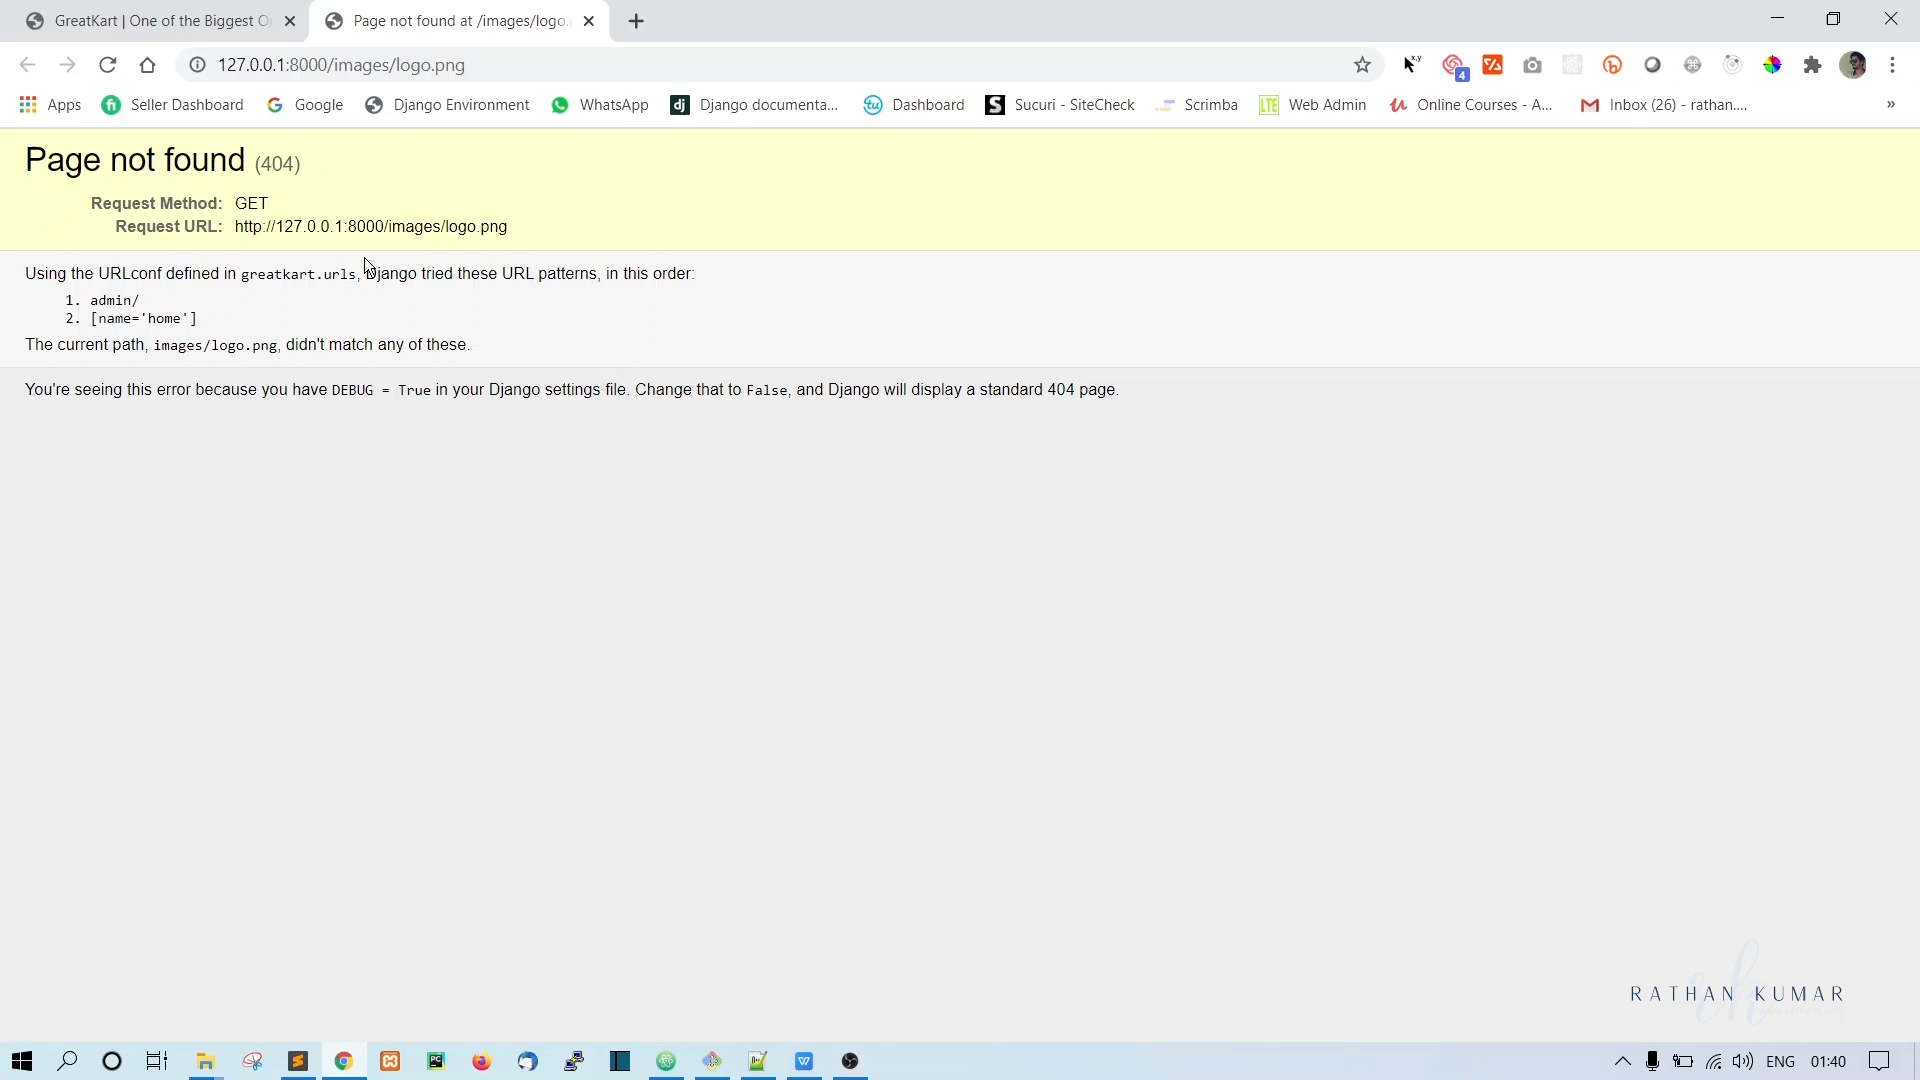 GreatKart | One of the Biggest O
Page not found at /images/logo.
127.0.0.1:8000/images/logo.png
4
Apps
Seller Dashboard
Google
Django Environment
WhatsApp
dj
Django documenta...
Dashboard
Sucuri - SiteCheck
Scrimba
LTE
Web Admin
Online Courses - A...
Inbox (26) - rathan....
»
Page not found (404)
Request Method: GET
Request URL: http://127.0.0.1:8000/images/logo.png
Using the URLconf defined in greatkart.urls, Django tried these URL patterns, in this order:
1. admin/
2. [name='home']
The current path, images/logo.png, didn't match any of these.
You're seeing this error because you have DEBUG = True in your Django settings file. Change that to False, and Django will display a standard 404 page.
RATHAN KUMAR
ENG
01:40